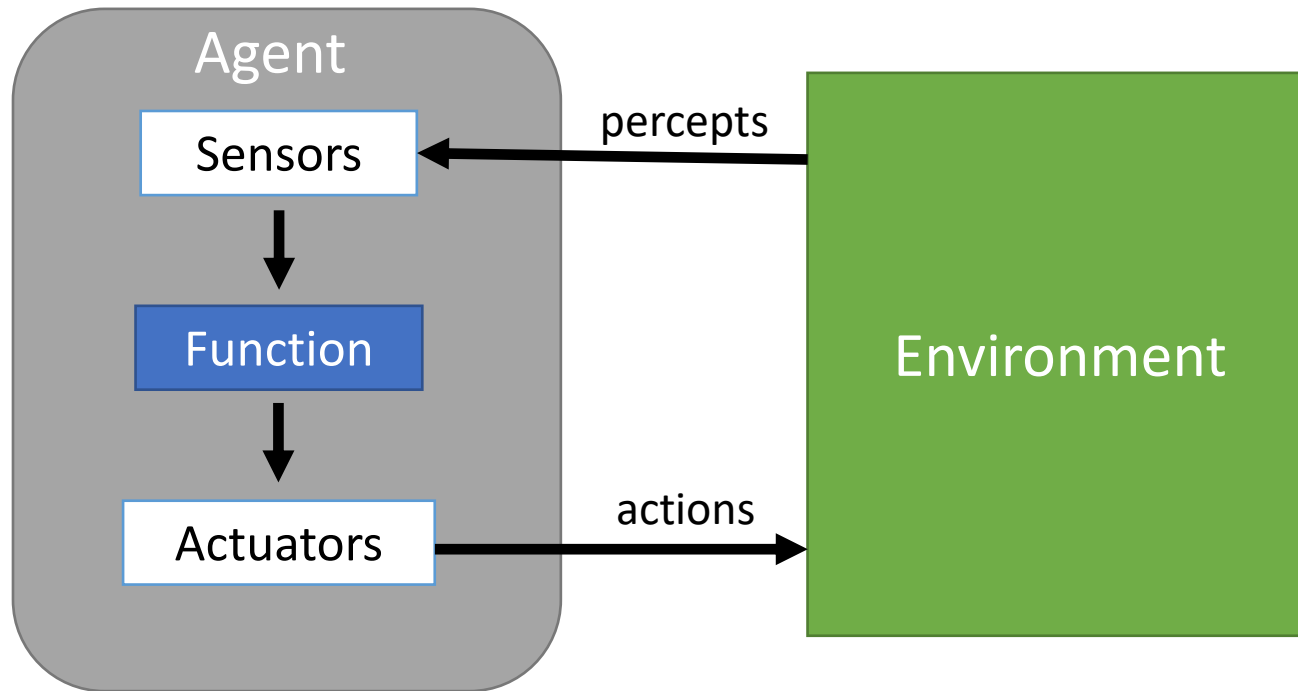 Agent
Sensors
percepts
Function
Environment
Actuators
actions